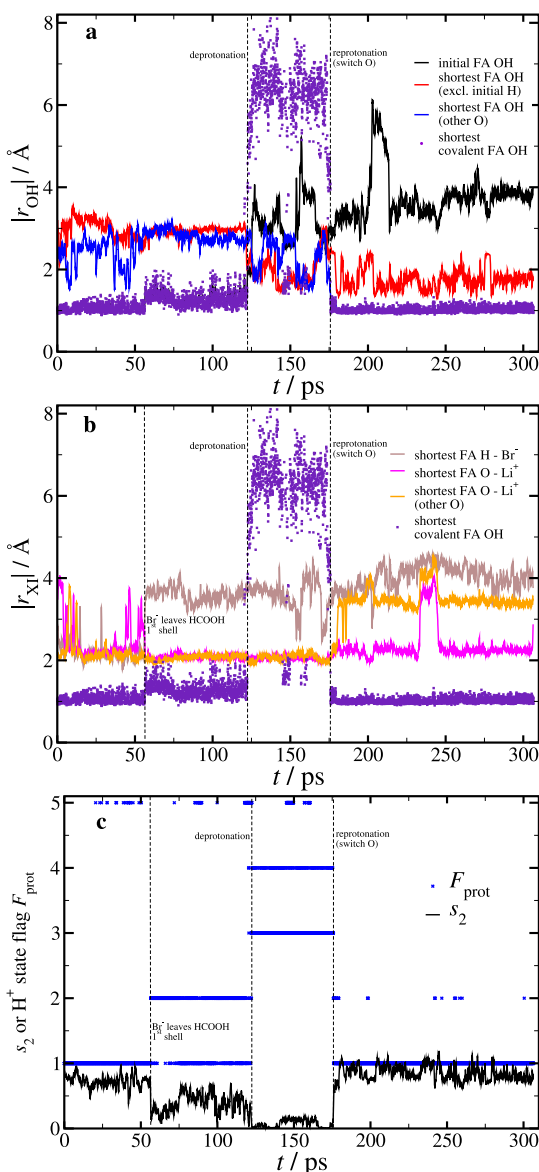 a
deprotonation
reprotonation
(switch O)
initial FA OH
shortest FA OH
(excl. initial H)
shortest FA OH
(other O)
shortest
covalent FA OH
|r_OH| / Å
8
6
4
2
0
0 50 100 150 200 250 300
t / ps
b
deprotonation
reprotonation
(switch O)
shortest FA H - Br⁻
shortest FA O - Li⁺
shortest FA O - Li⁺
(other O)
shortest
covalent FA OH
Br⁻ leaves HCOOH
1st shell
|r_XI| / Å
8
6
4
2
0
0 50 100 150 200 250 300
t / ps
c
deprotonation
reprotonation
(switch O)
F_prot
s₂
Br⁻ leaves HCOOH
1st shell
s₂ or H⁺ state flag F_prot
5
4
3
2
1
0
0 50 100 150 200 250 300
t / ps